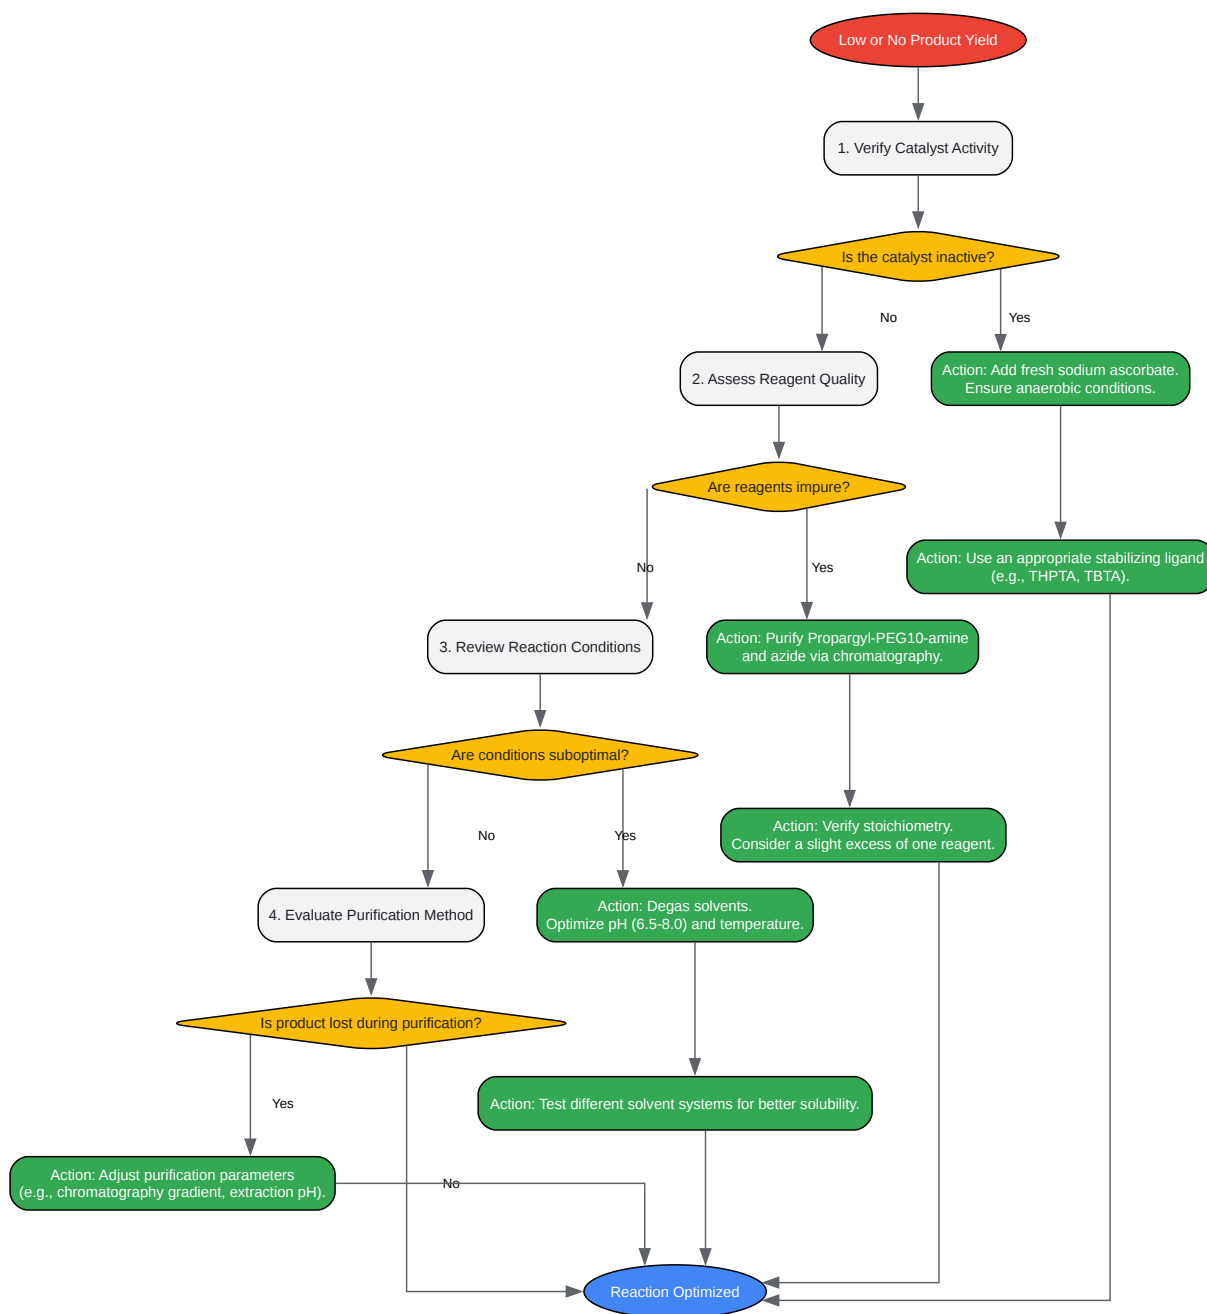 Low or No Product Yield
1. Verify Catalyst Activity
Is the catalyst inactive?
No
Yes
2. Assess Reagent Quality
Action: Add fresh sodium ascorbate.
Ensure anaerobic conditions.
Are reagents impure?
No
Yes
Action: Use an appropriate stabilizing ligand
(e.g., THPTA, TBTA).
3. Review Reaction Conditions
Action: Purify Propargyl-PEG10-amine
and azide via chromatography.
Are conditions suboptimal?
No
Yes
Action: Verify stoichiometry.
Consider a slight excess of one reagent.
4. Evaluate Purification Method
Action: Degas solvents.
Optimize pH (6.5-8.0) and temperature.
Is product lost during purification?
Yes
Action: Test different solvent systems for better solubility.
Action: Adjust purification parameters
(e.g., chromatography gradient, extraction pH).
No
Reaction Optimized